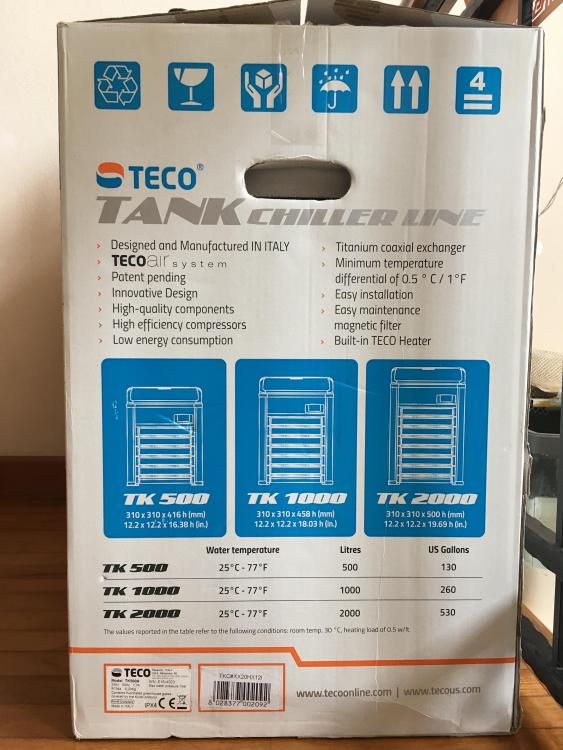 4
TECO®
TANK CHILLER LINE
› Designed and Manufactured IN ITALY
› TECOair system
› Patent pending
› Innovative Design
› High-quality components
› High efficiency compressors
› Low energy consumption
› Titanium coaxial exchanger
› Minimum temperature
differential of 0.5 ° C / 1°F
› Easy installation
› Easy maintenance
magnetic filter
› Built-in TECO Heater
TK 500
310 x 310 x 416 h (mm)
12.2 x 12.2 x 16.38 h (in.)
TK 1000
310 x 310 x 458 h (mm)
12.2 x 12.2 x 18.03 h (in.)
TK 2000
310 x 310 x 500 h (mm)
12.2 x 12.2 x 19.69 h (in.)
Water temperature Litres US Gallons
TK 500 25°C - 77°F 500 130
TK 1000 25°C - 77°F 1000 260
TK 2000 25°C - 77°F 2000 530
The values reported in the table refer to the following conditions: room temp. 30 °C, heating load of 0.5 w/lt.
TECO
IPX4 CE
8 028377 002092
www.tecoonline.com | www.tecous.com